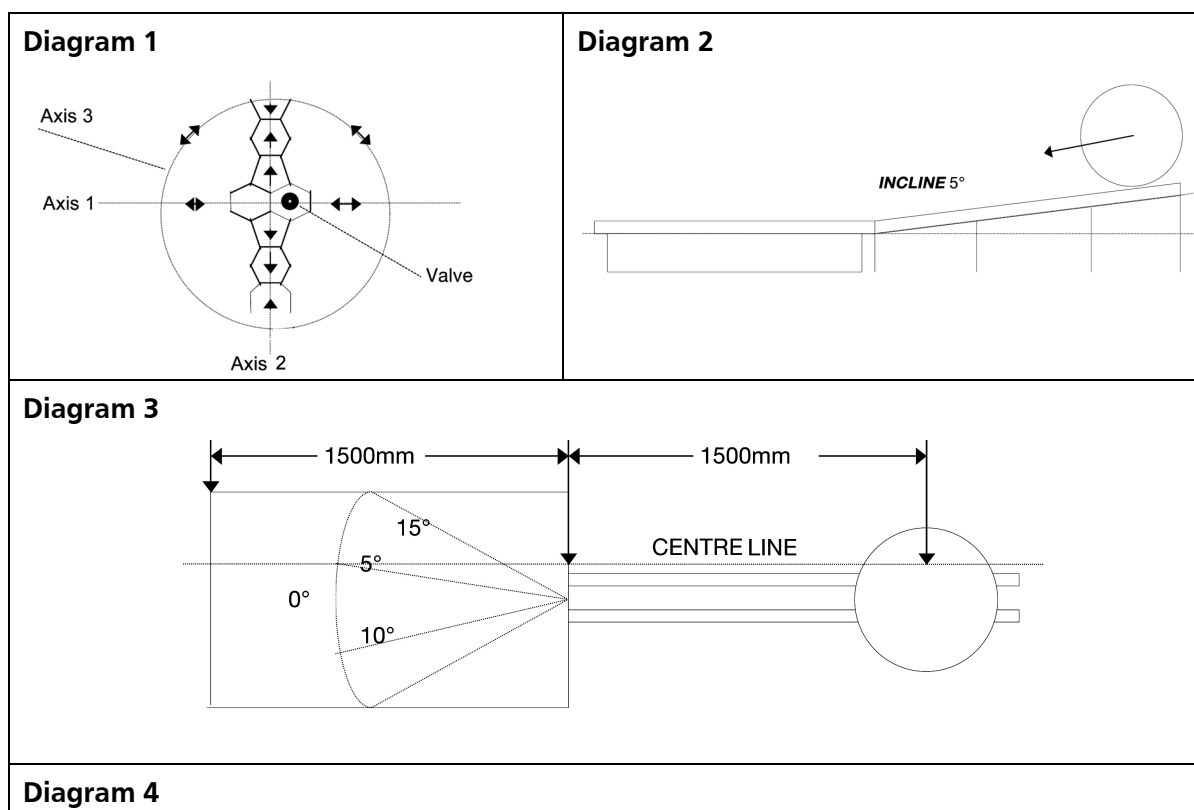 Diagram 1
Axis 3
Axis 1
Valve
Axis 2
Diagram 2
INCLINE 5°
Diagram 3
1500mm
1500mm
15°
CENTRE LINE
5°
0°
10°
Diagram 4